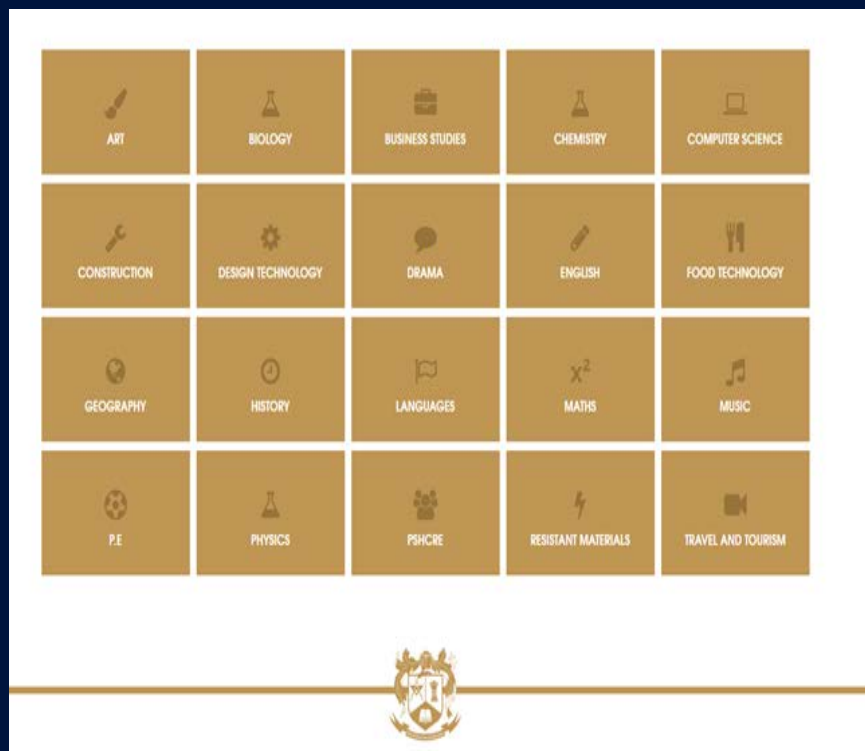 ART
BIOLOGY
BUSINESS STUDIES
CHEMISTRY
COMPUTER SCIENCE
CONSTRUCTION
DESIGN TECHNOLOGY
DRAMA
ENGLISH
FOOD TECHNOLOGY
GEOGRAPHY
HISTORY
LANGUAGES
x²
MATHS
MUSIC
P.E
PHYSICS
PSHCRE
RESISTANT MATERIALS
TRAVEL AND TOURISM